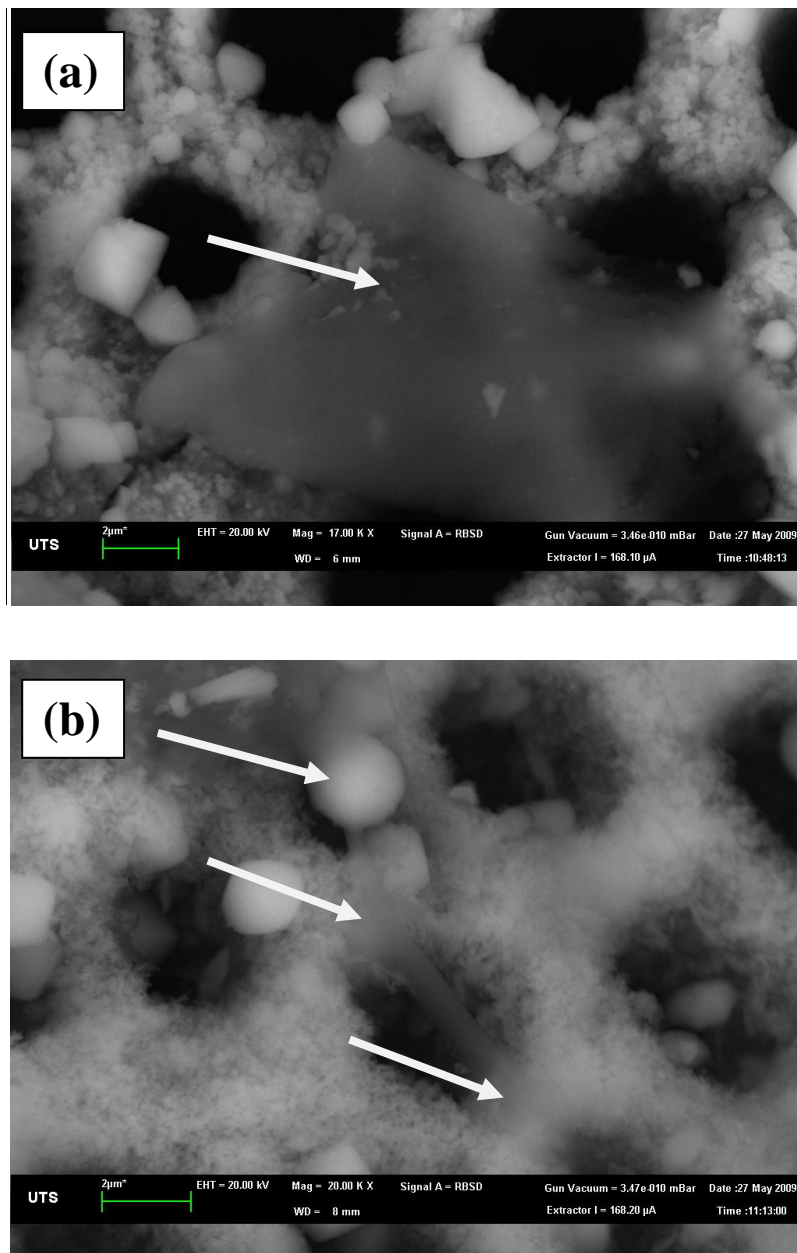 (a)
UTS
2µm*
EHT = 20.00 kV Mag = 17.00 K X Signal A = RBSD Gun Vacuum = 3.46e-010 mBar Date :27 May 2009
WD = 6 mm Extractor I = 168.10 µA Time :10:48:13
(b)
UTS
2µm*
EHT = 20.00 kV Mag = 20.00 K X Signal A = RBSD Gun Vacuum = 3.47e-010 mBar Date :27 May 2009
WD = 8 mm Extractor I = 168.20 µA Time :11:13:00